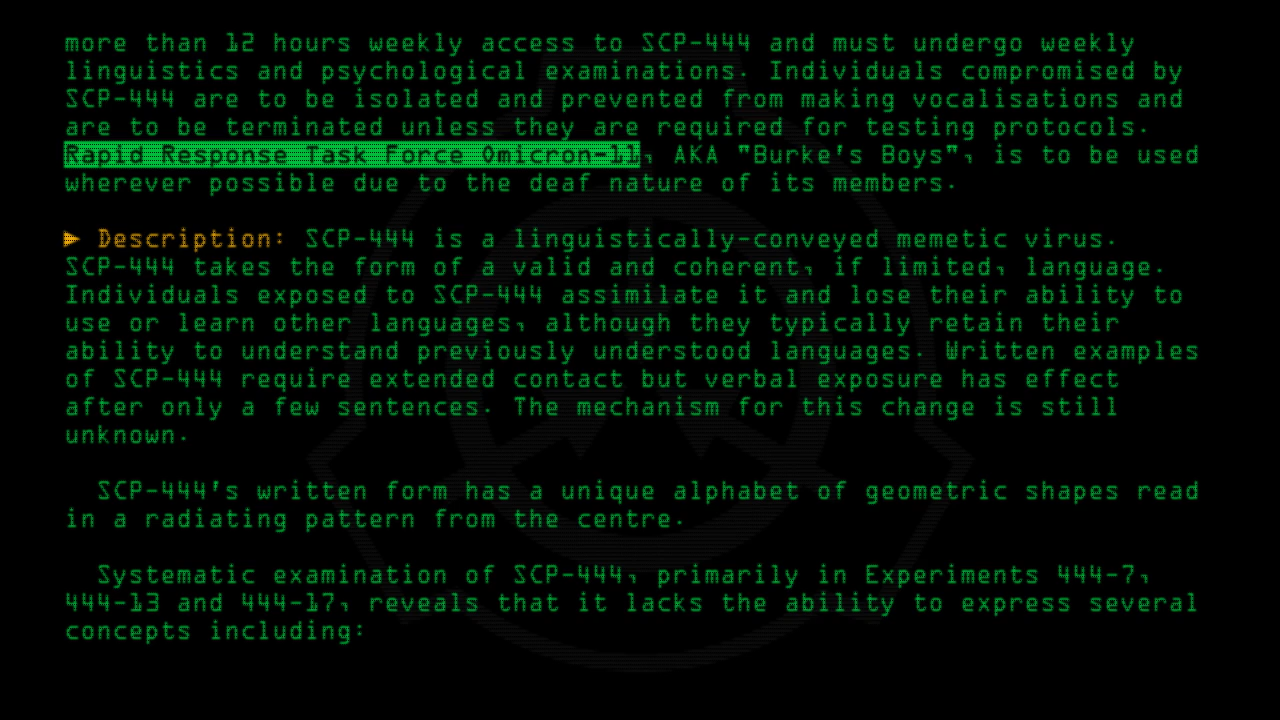 more than 12 hours weekly access to SCP-444 and must undergo weekly
linguistics and psychological examinations. Individuals compromised by
SCP-444 are to be isolated and prevented from making vocalisations and
are to be terminated unless they are required for testing protocols.
Rapid Response Task Force Omicron-11, AKA "Burke's Boys", is to be used
wherever possible due to the deaf nature of its members.
► Description: SCP-444 is a linguistically-conveyed memetic virus.
SCP-444 takes the form of a valid and coherent, if limited, language.
Individuals exposed to SCP-444 assimilate it and lose their ability to
use or learn other languages, although they typically retain their
ability to understand previously understood languages. Written examples
of SCP-444 require extended contact but verbal exposure has effect
after only a few sentences. The mechanism for this change is still
unknown.
SCP-444's written form has a unique alphabet of geometric shapes read
in a radiating pattern from the centre.
Systematic examination of SCP-444, primarily in Experiments 444-7,
444-13 and 444-17, reveals that it lacks the ability to express several
concepts including: